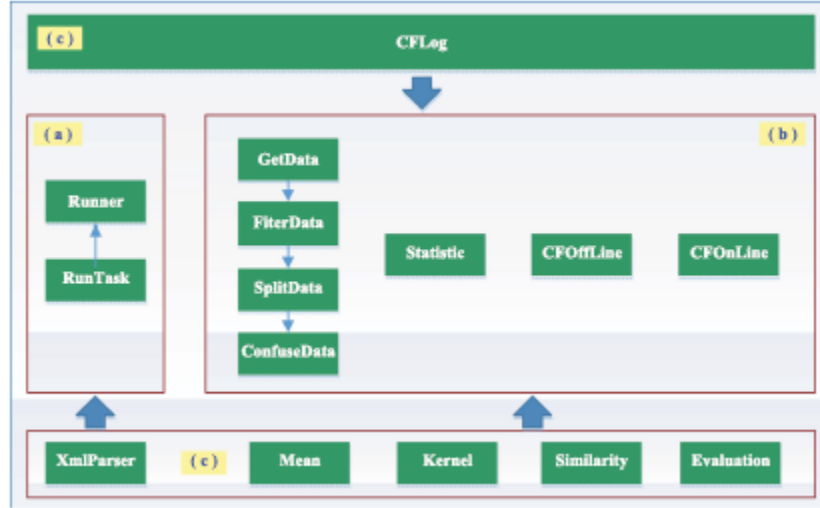 (c)
CFLog
(a)
(b)
GetData
Runner
FiterData
Statistic
CFOffLine
CFOnLine
RunTask
SplitData
ConfuseData
XmlParser
(c)
Mean
Kernel
Similarity
Evaluation